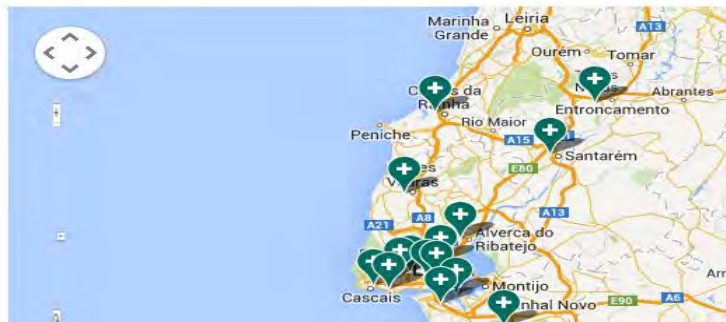 Marinha
Grande
Leiria
A13
Ourém
Tomar
Abrantes
Entroncamento
Rio Maior
Peniche
A15
Santarém
E80
A21
A8
A13
Alverca do
Ribatejo
Cascais
Montijo
E90
A6